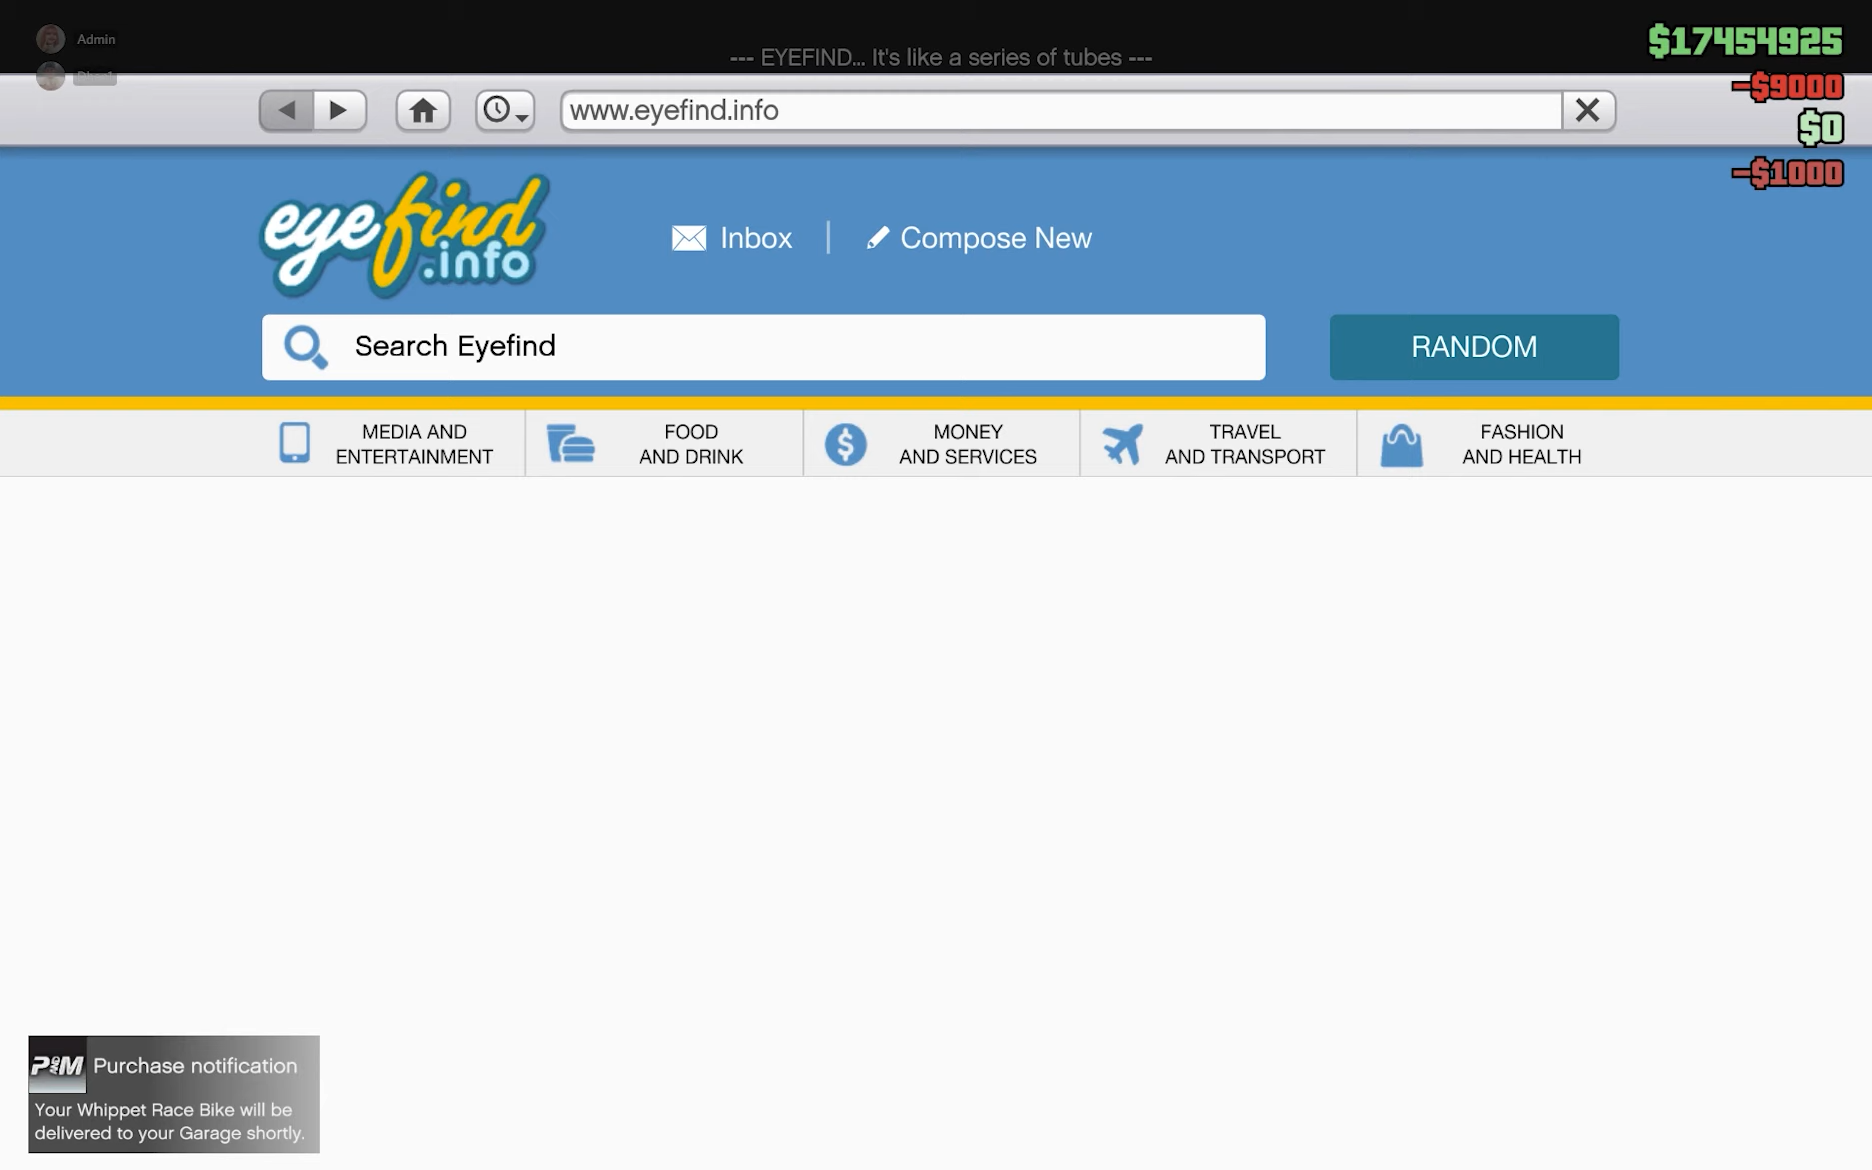 Admin
--- EYEFIND... It's like a series of tubes ---
$17454925
-$9000
$0
-$1000
www.eyefind.info
eyefind
.info
Inbox
Compose New
Search Eyefind
RANDOM
MEDIA AND
ENTERTAINMENT
FOOD
AND DRINK
MONEY
AND SERVICES
TRAVEL
AND TRANSPORT
FASHION
AND HEALTH
Purchase notification
Your Whippet Race Bike will be
delivered to your Garage shortly.